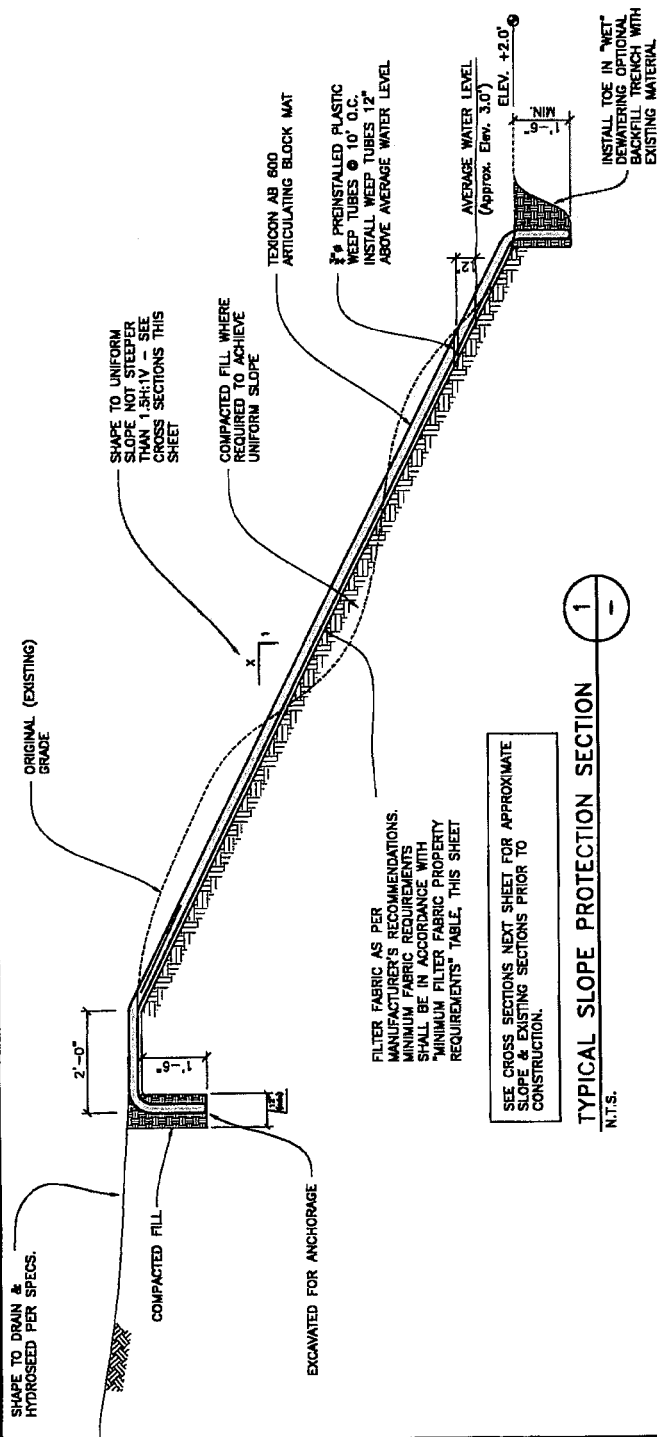 SHAPE TO DRAIN &
HYDROSEED PER SPECS.
COMPACTED FILL
EXCAVATED FOR ANCHORAGE
2'-0"
1'-6"
ORIGINAL (EXISTING)
GRADE
X
1
SHAPE TO UNIFORM
SLOPE NOT STEEPER
THAN 1.5H:1V - SEE
CROSS SECTIONS THIS
SHEET
COMPACTED FILL WHERE
REQUIRED TO ACHIEVE
UNIFORM SLOPE
TEXICON AB 600
ARTICULATING BLOCK MAT
PREINSTALLED PLASTIC
WEEP TUBES @ 10' O.C.
INSTALL WEEP TUBES 12"
ABOVE AVERAGE WATER LEVEL
12"
AVERAGE WATER LEVEL
(Approx. Elev. 3.0')
ELEV. +2.0'
1'-6"
MIN.
INSTALL TOE IN "WET"
DEWATERING OPTIONAL
BACKFILL TRENCH WITH
EXISTING MATERIAL
FILTER FABRIC AS PER
MANUFACTURER'S RECOMMENDATIONS.
MINIMUM FABRIC REQUIREMENTS
SHALL BE IN ACCORDANCE WITH
"MINIMUM FILTER FABRIC PROPERTY
REQUIREMENTS" TABLE, THIS SHEET
SEE CROSS SECTIONS NEXT SHEET FOR APPROXIMATE
SLOPE & EXISTING SECTIONS PRIOR TO
CONSTRUCTION.
TYPICAL SLOPE PROTECTION SECTION
N.T.S.
1
-